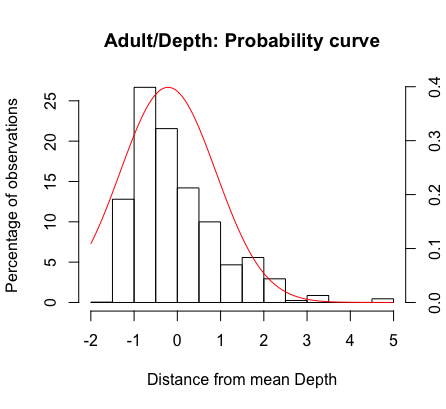 Adult/Depth: Probability curve
Percentage of observations
0 5 10 15 20 25
0.0 0.1 0.2 0.3 0.4
-2 -1 0 1 2 3 4 5
Distance from mean Depth